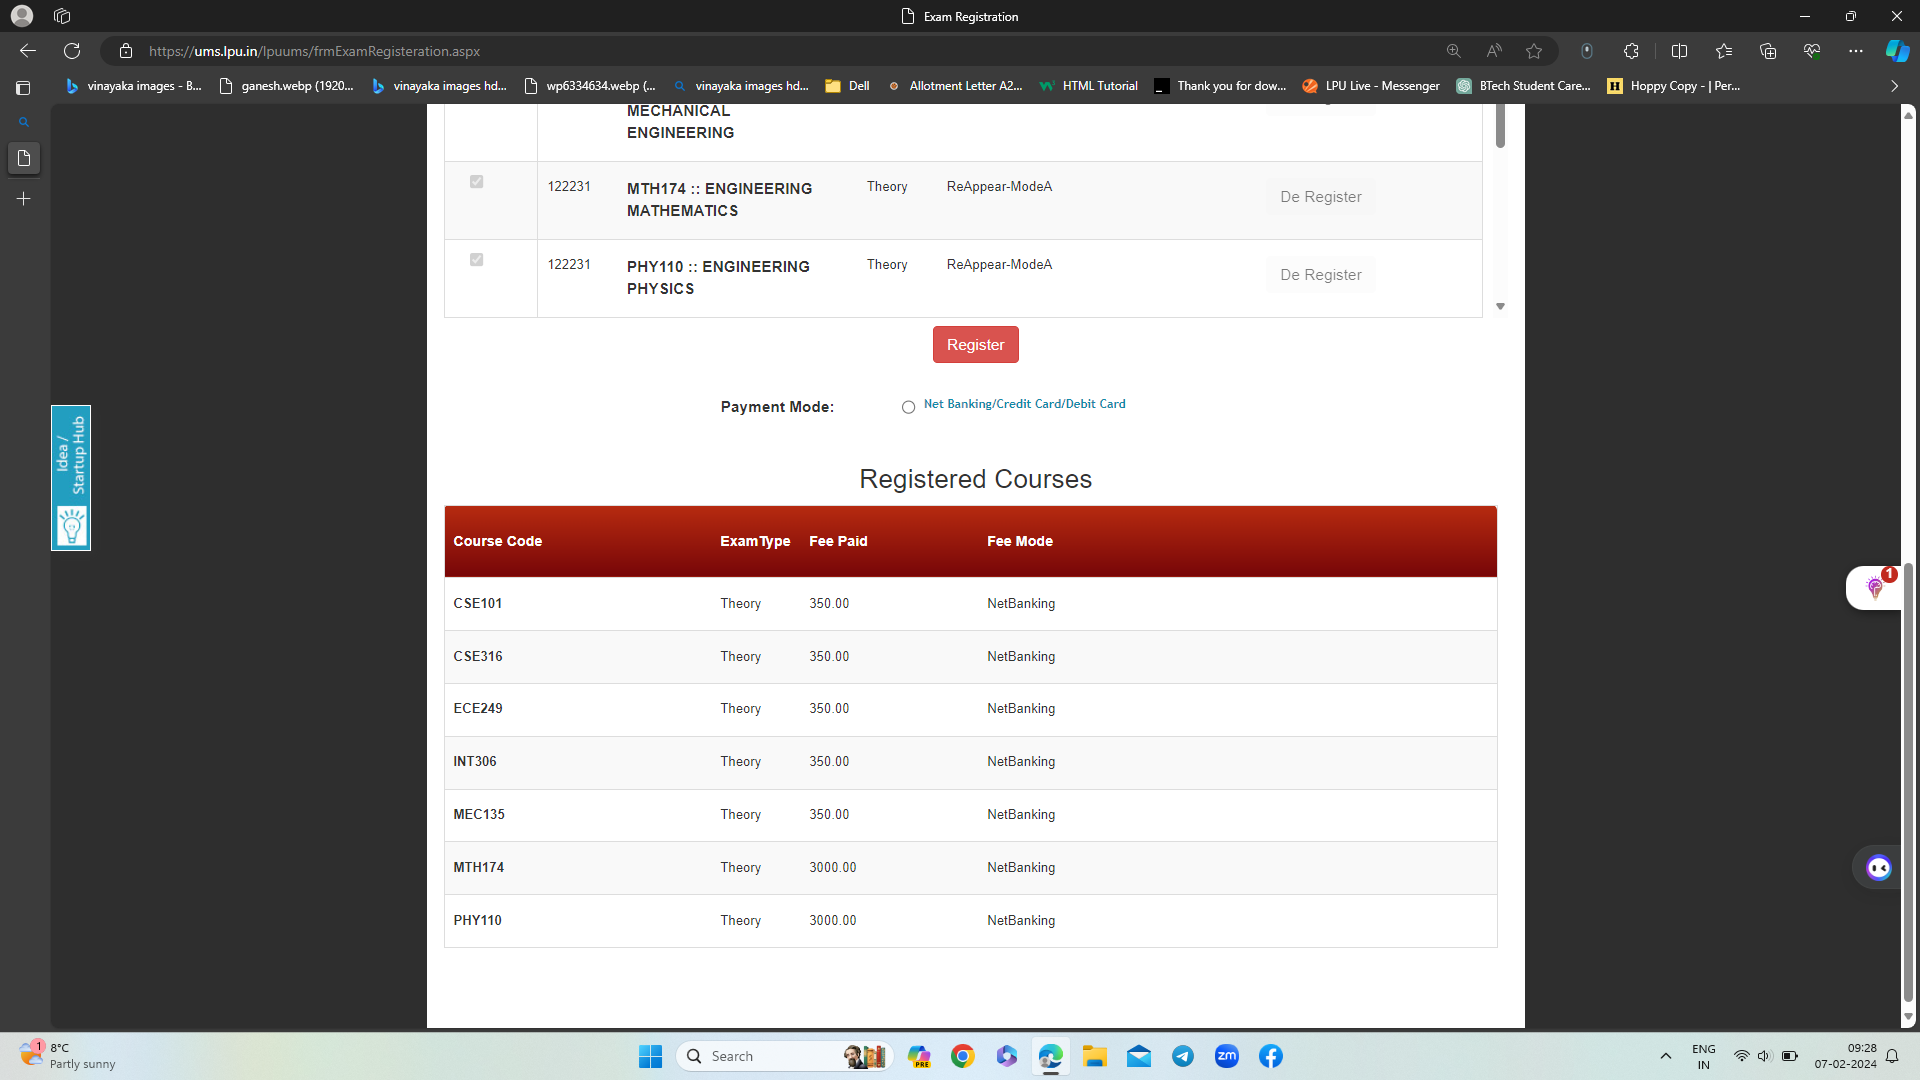 Exam Registration
https://ums.lpu.in/lpuums/frmExamRegisteration.aspx
vinayaka images - B...
ganesh.webp (1920...
vinayaka images hd...
wp6334634.webp (...
vinayaka images hd...
Dell
Allotment Letter A2...
HTML Tutorial
Thank you for dow...
LPU Live - Messenger
BTech Student Care...
Hoppy Copy - | Per...
MECHANICAL
ENGINEERING
122231 MTH174 :: ENGINEERING Theory ReAppear-ModeA De Register
MATHEMATICS
122231 PHY110 :: ENGINEERING Theory ReAppear-ModeA De Register
PHYSICS
Register
Payment Mode: Net Banking/Credit Card/Debit Card
Idea /
Startup Hub
Registered Courses
Course Code ExamType Fee Paid Fee Mode
CSE101 Theory 350.00 NetBanking
CSE316 Theory 350.00 NetBanking
ECE249 Theory 350.00 NetBanking
INT306 Theory 350.00 NetBanking
MEC135 Theory 350.00 NetBanking
MTH174 Theory 3000.00 NetBanking
PHY110 Theory 3000.00 NetBanking
1
1
8°C
Partly sunny
Search
PRE
zm
ENG
IN
09:28
07-02-2024